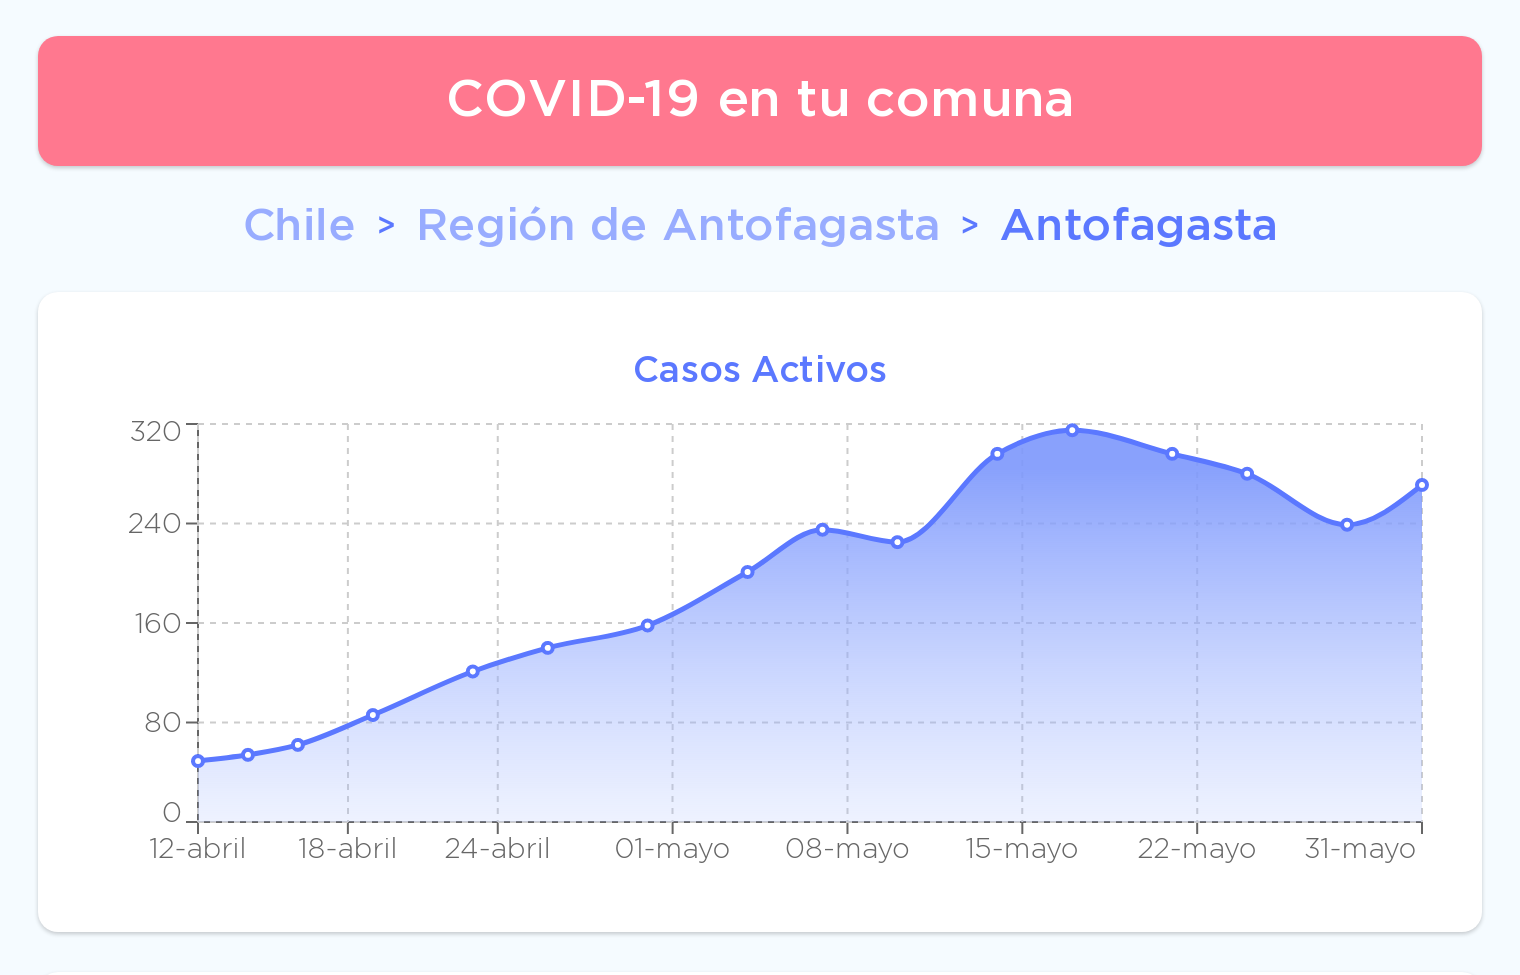 COVID-19 en tu comuna
Chile > Región de Antofagasta > Antofagasta
Casos Activos
320
240
160
80
0
12-abril 18-abril 24-abril 01-mayo 08-mayo 15-mayo 22-mayo 31-mayo